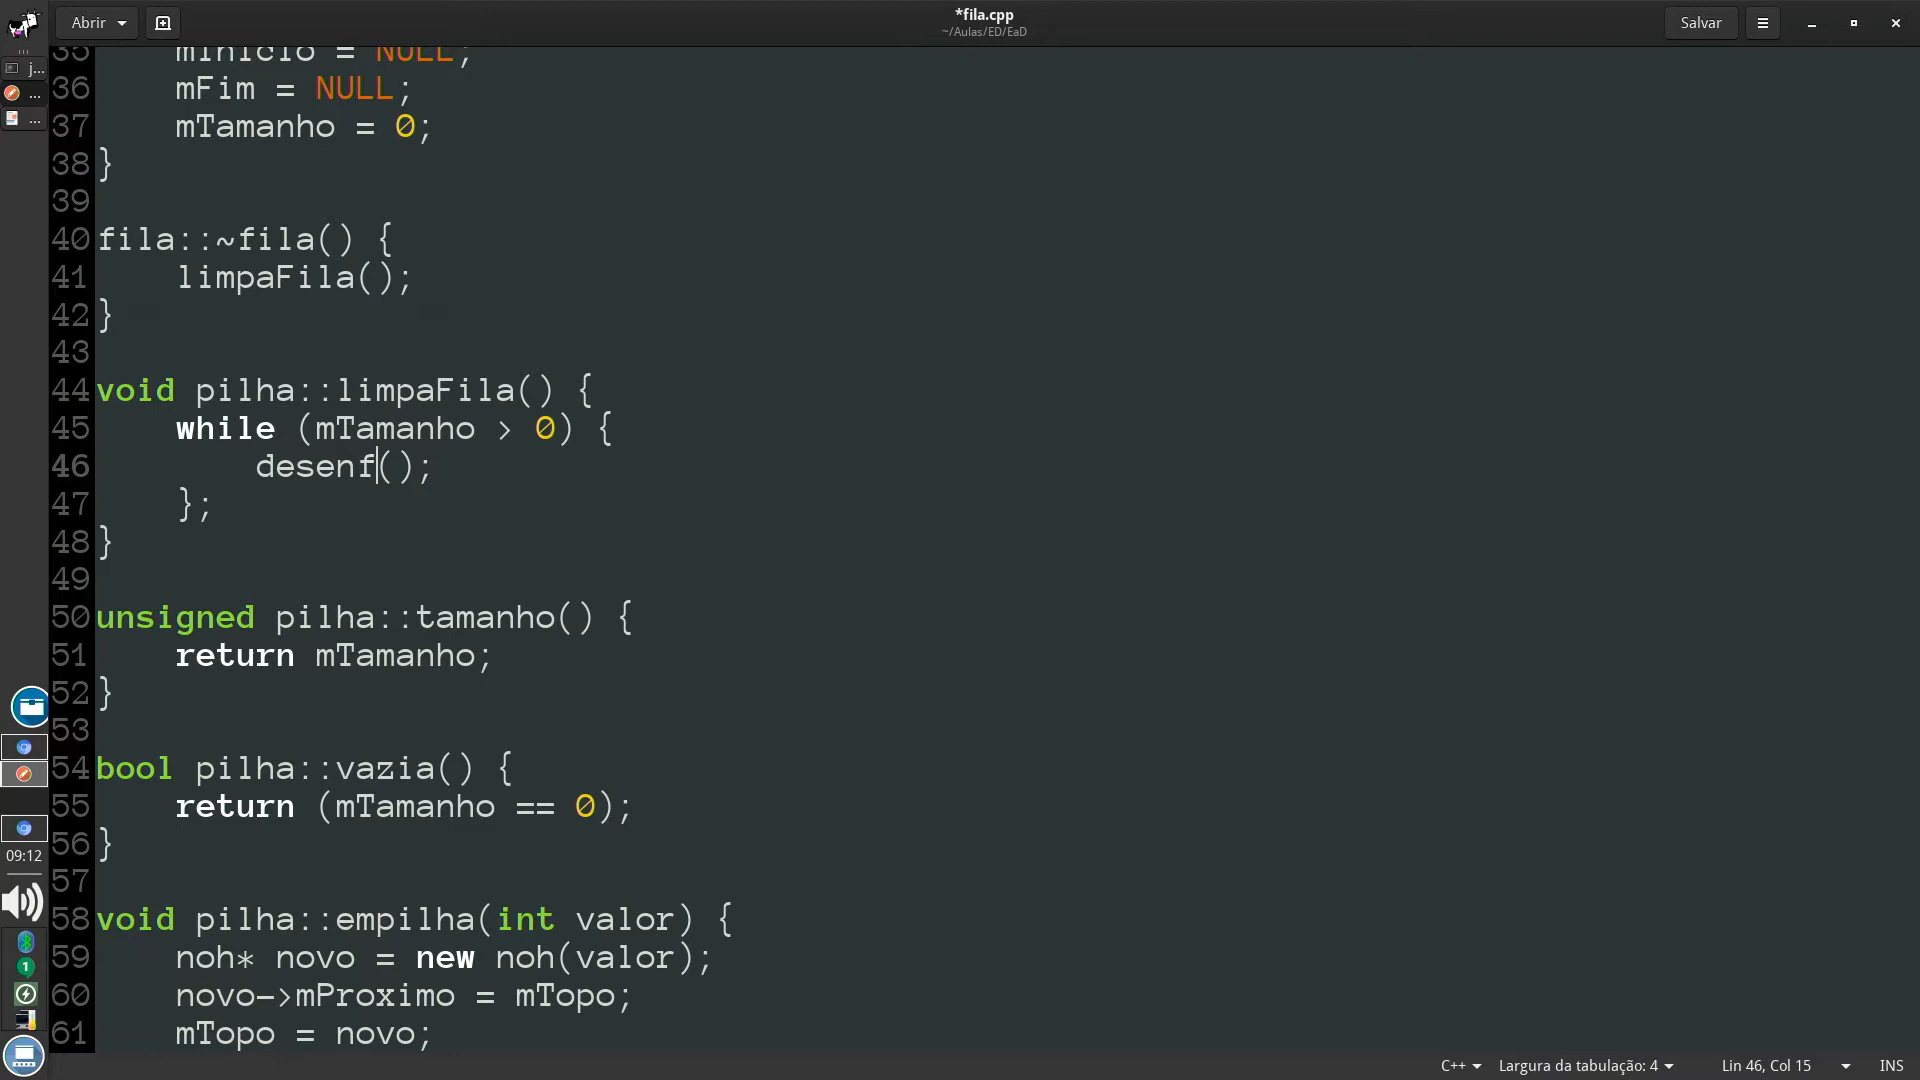 Abrir
*fila.cpp
~/Aulas/ED/EaD
Salvar
j...
...
...
35    mInicio = NULL;
36    mFim = NULL;
37    mTamanho = 0;
38 }
39
40 fila::~fila() {
41    limpaFila();
42 }
43
44 void pilha::limpaFila() {
45    while (mTamanho > 0) {
46        desenf();
47    };
48 }
49
50 unsigned pilha::tamanho() {
51    return mTamanho;
52 }
53
54 bool pilha::vazia() {
55    return (mTamanho == 0);
56 }
57
58 void pilha::empilha(int valor) {
59    noh* novo = new noh(valor);
60    novo->mProximo = mTopo;
61    mTopo = novo;
09:12
1
C++ Largura da tabulação: 4 Lin 46, Col 15 INS